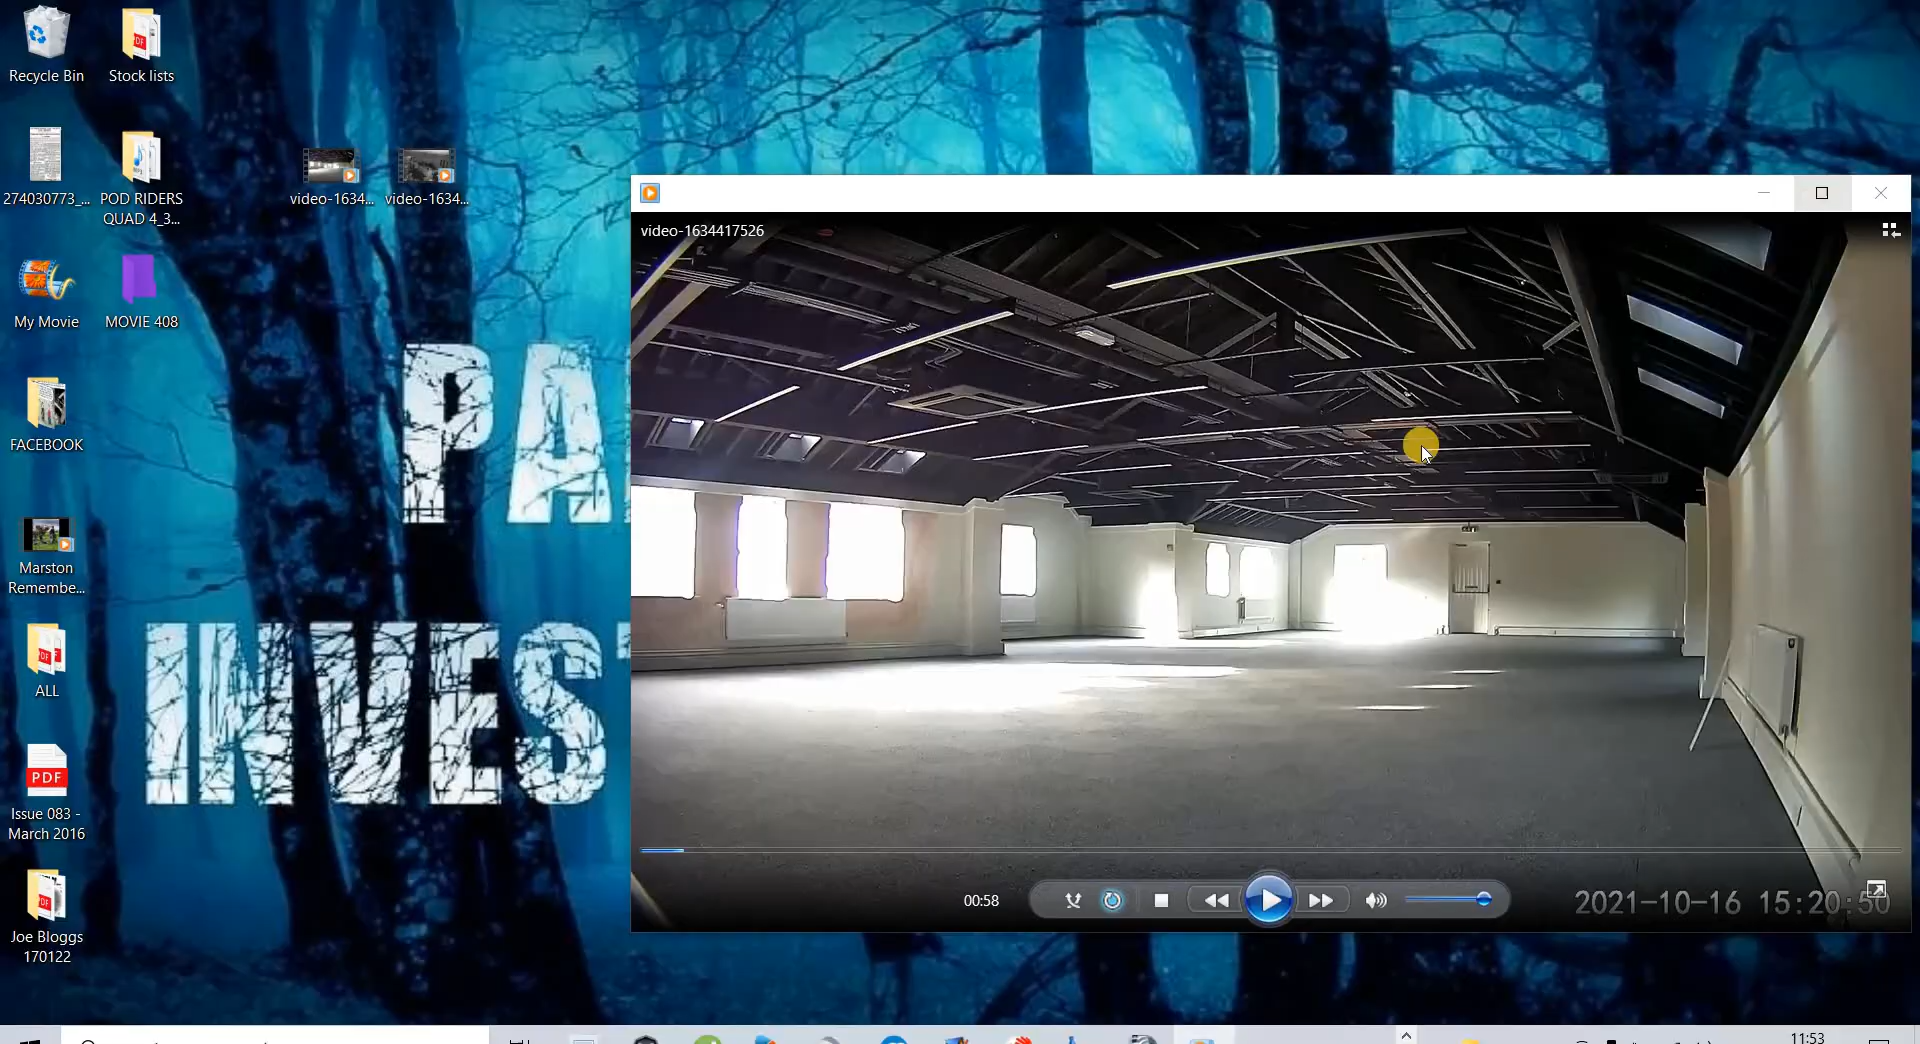 Recycle Bin
Stock lists
274030773_...
POD RIDERS
QUAD 4_3...
video-1634...
video-1634...
My Movie
MOVIE 408
FACEBOOK
Marston
Remembe...
ALL
PDF
Issue 083 -
March 2016
Joe Bloggs
170122
PA
INVES
video-1634417526
00:58
2021-10-16 15:20:50
11:53